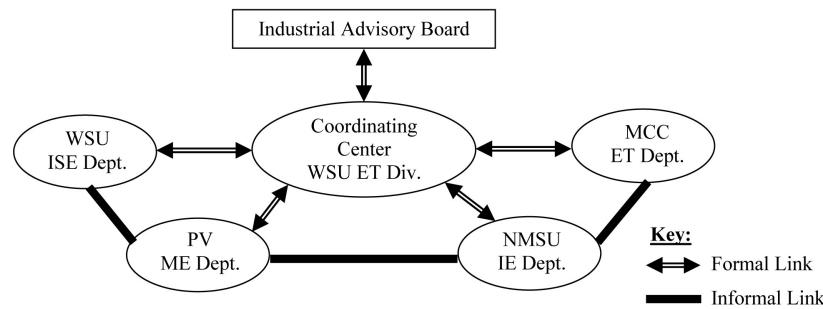 Industrial Advisory Board
WSU
ISE Dept.
Coordinating
Center
WSU ET Div.
MCC
ET Dept.
PV
ME Dept.
NMSU
IE Dept.
Key:
Formal Link
Informal Link